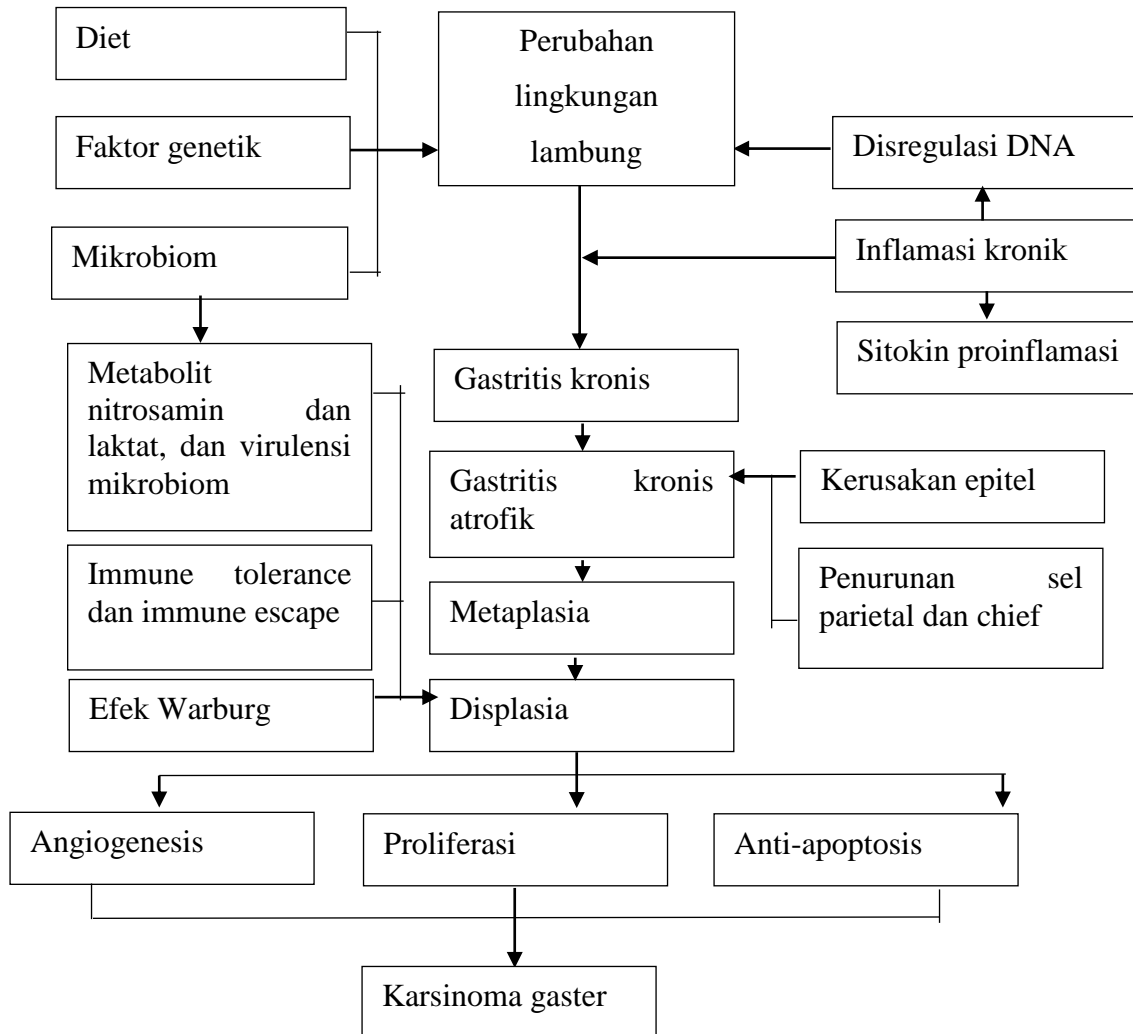 Diet
Perubahan
lingkungan
lambung
Faktor genetik
Disregulasi DNA
Mikrobiom
Inflamasi kronik
Sitokin proinflamasi
Metabolit
nitrosamin dan
laktat, dan virulensi
mikrobiom
Gastritis kronis
Gastritis kronis
atrofik
Kerusakan epitel
Immune tolerance
dan immune escape
Metaplasia
Penurunan sel
parietal dan chief
Efek Warburg
Displasia
Angiogenesis
Proliferasi
Anti-apoptosis
Karsinoma gaster